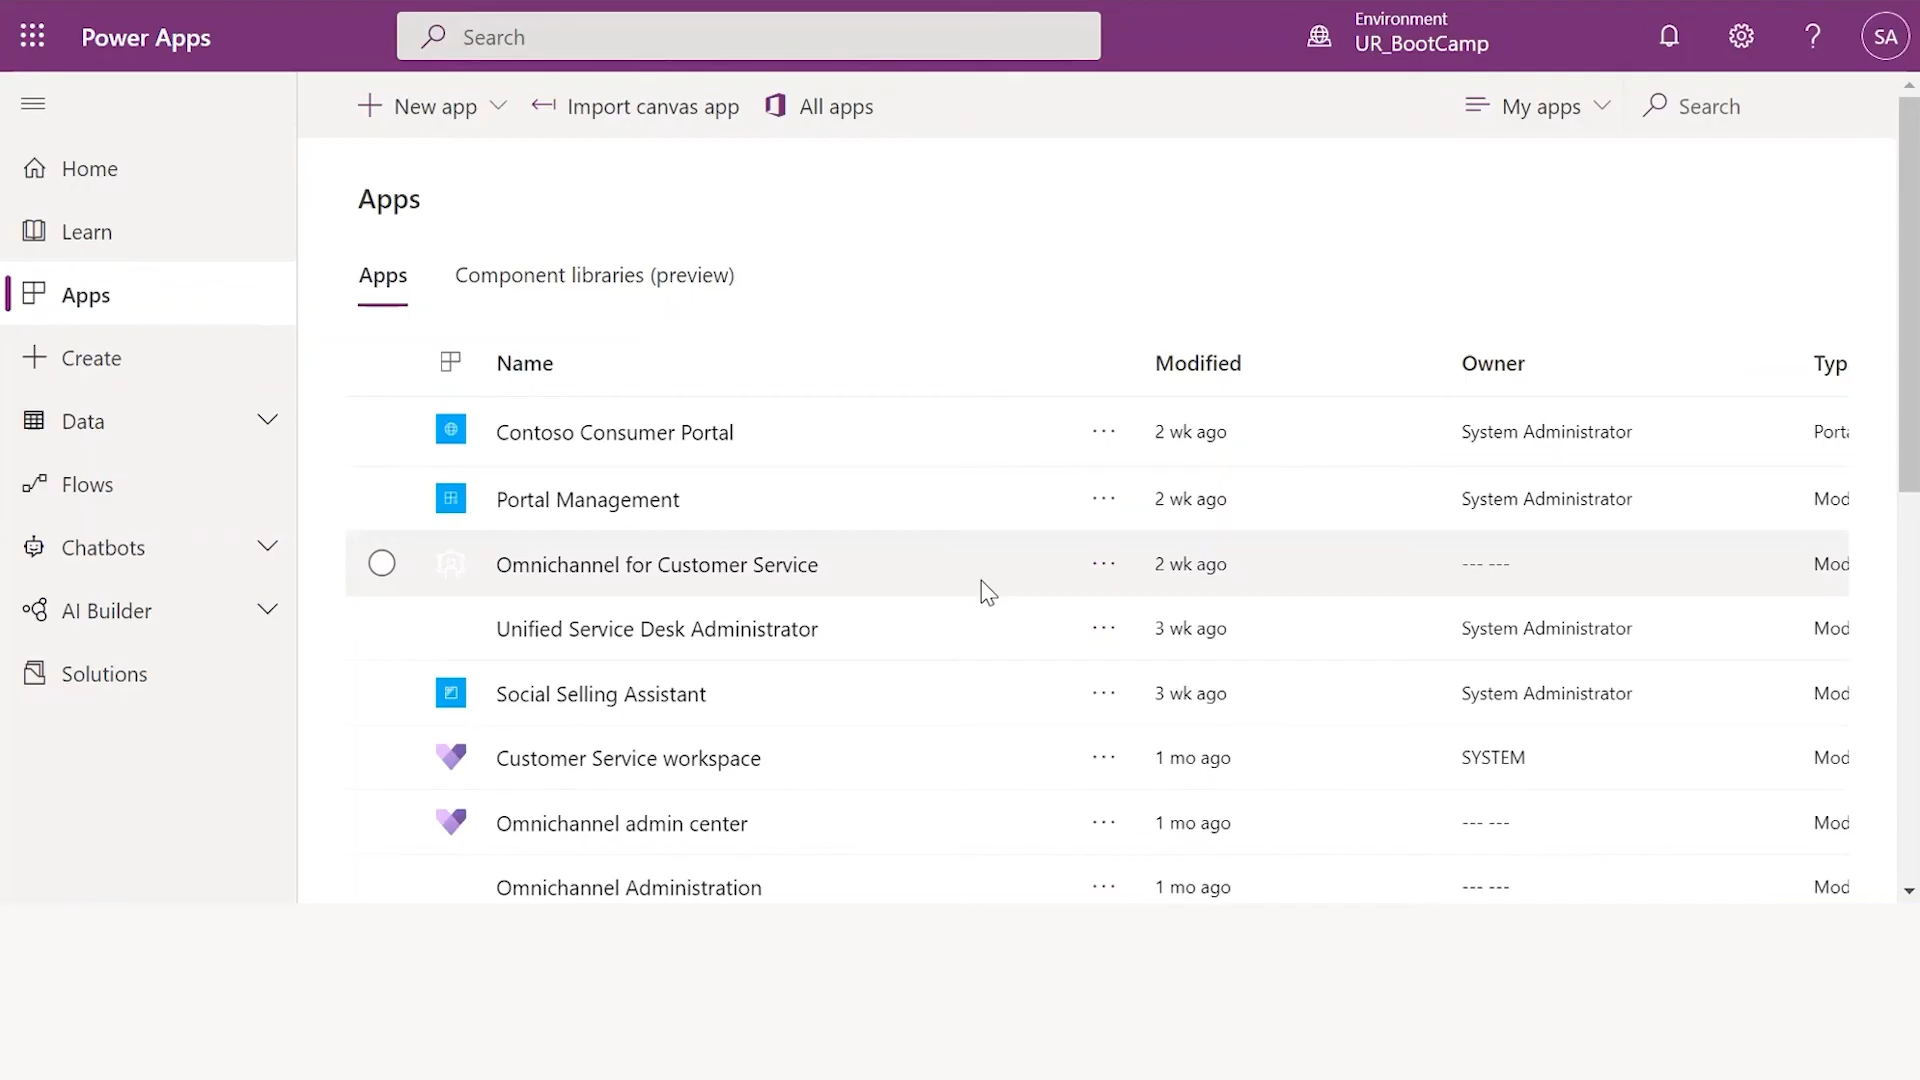 Power Apps
Search
Environment
UR_BootCamp
?
SA
New app
Import canvas app
All apps
My apps
Search
Home
Learn
Apps
Create
Data
Flows
Chatbots
AI Builder
Solutions
Apps
Apps Component libraries (preview)
Name Modified Owner Typ
Contoso Consumer Portal ··· 2 wk ago System Administrator Porta
Portal Management ··· 2 wk ago System Administrator Mod
Omnichannel for Customer Service ··· 2 wk ago --- --- Mod
Unified Service Desk Administrator ··· 3 wk ago System Administrator Mod
Social Selling Assistant ··· 3 wk ago System Administrator Mod
Customer Service workspace ··· 1 mo ago SYSTEM Mod
Omnichannel admin center ··· 1 mo ago --- --- Mod
Omnichannel Administration ··· 1 mo ago --- --- Mod